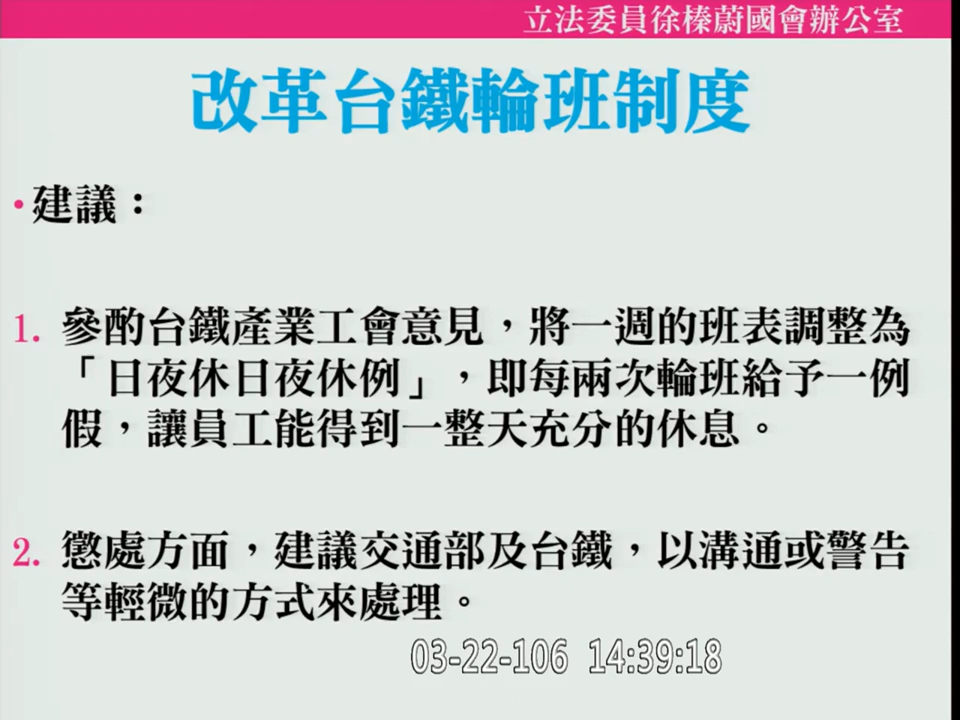 立法委員徐榛蔚國會辦公室
改革台鐵輪班制度
•建議：
1. 參酌台鐵產業工會意見，將一週的班表調整為
「日夜休日夜休例」，即每兩次輪班給予一例
假，讓員工能得到一整天充分的休息。
2. 懲處方面，建議交通部及台鐵，以溝通或警告
等輕微的方式來處理。
03-22-106 14:39:18